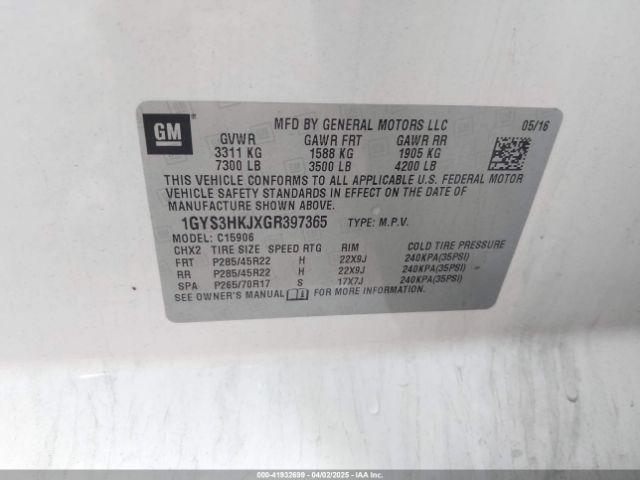 GM
MFD BY GENERAL MOTORS LLC 05/16
GVWR GAWR FRT GAWR RR
3311 KG 1588 KG 1905 KG
7300 LB 3500 LB 4200 LB
THIS VEHICLE CONFORMS TO ALL APPLICABLE U.S. FEDERAL MOTOR
VEHICLE SAFETY STANDARDS IN EFFECT ON THE DATE OF
MANUFACTURE SHOWN ABOVE.
1GYS3HKJXGR397365 TYPE: M.P.V.
MODEL: C15906
CHX2 TIRE SIZE SPEED RTG RIM COLD TIRE PRESSURE
FRT P285/45R22 H 22X9J 240KPA(35PSI)
RR P285/45R22 H 22X9J 240KPA(35PSI)
SPA P265/70R17 S 17X7J 240KPA(35PSI)
SEE OWNER'S MANUAL FOR MORE INFORMATION.
000-41932699 04/02/2025 IAAI.COM